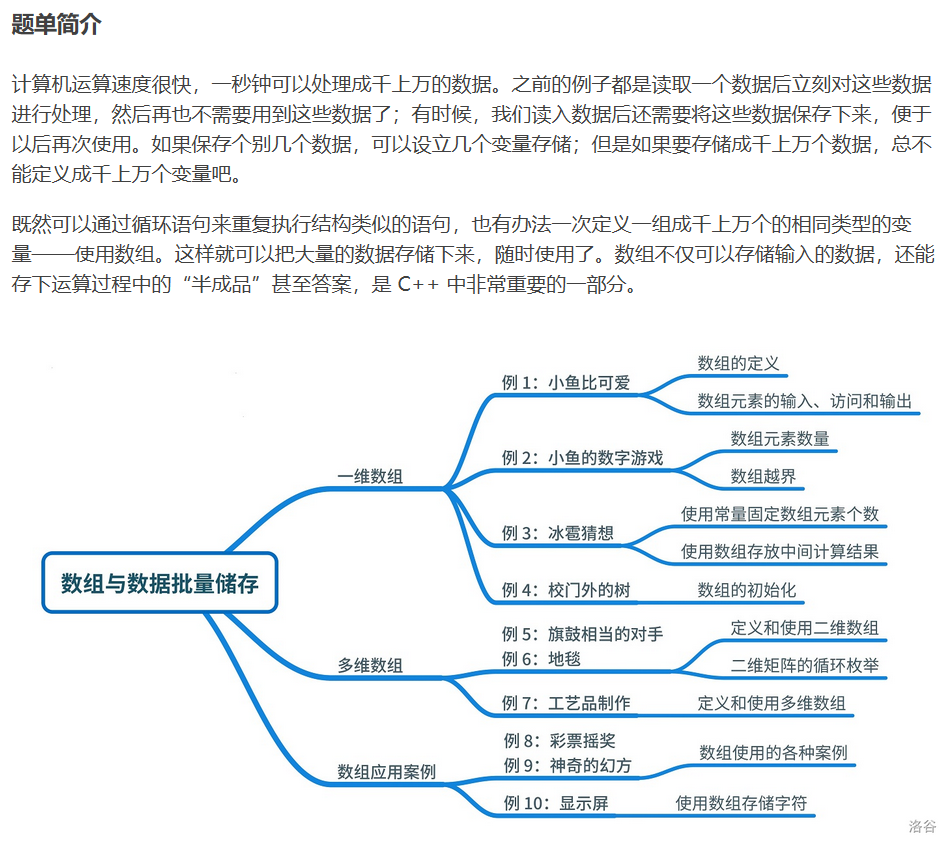 题单简介
计算机运算速度很快，一秒钟可以处理成千上万的数据。之前的例子都是读取一个数据后立刻对这些数据
进行处理，然后再也不需要用到这些数据了；有时候，我们读入数据后还需要将这些数据保存下来，便于
以后再次使用。如果保存个别几个数据，可以设立几个变量存储；但是如果要存储成千上万个数据，总不
能定义成千上万个变量吧。
既然可以通过循环语句来重复执行结构类似的语句，也有办法一次定义一组成千上万个的相同类型的变
量——使用数组。这样就可以把大量的数据存储下来，随时使用了。数组不仅可以存储输入的数据，还能
存下运算过程中的“半成品”甚至答案，是 C++ 中非常重要的一部分。
数组与数据批量储存
一维数组
例 1：小鱼比可爱
数组的定义
数组元素的输入、访问和输出
例 2：小鱼的数字游戏
数组元素数量
数组越界
例 3：冰雹猜想
使用常量固定数组元素个数
使用数组存放中间计算结果
例 4：校门外的树
数组的初始化
多维数组
例 5：旗鼓相当的对手
例 6：地毯
定义和使用二维数组
二维矩阵的循环枚举
例 7：工艺品制作
定义和使用多维数组
数组应用案例
例 8：彩票摇奖
例 9：神奇的幻方
数组使用的各种案例
例 10：显示屏
使用数组存储字符
洛谷